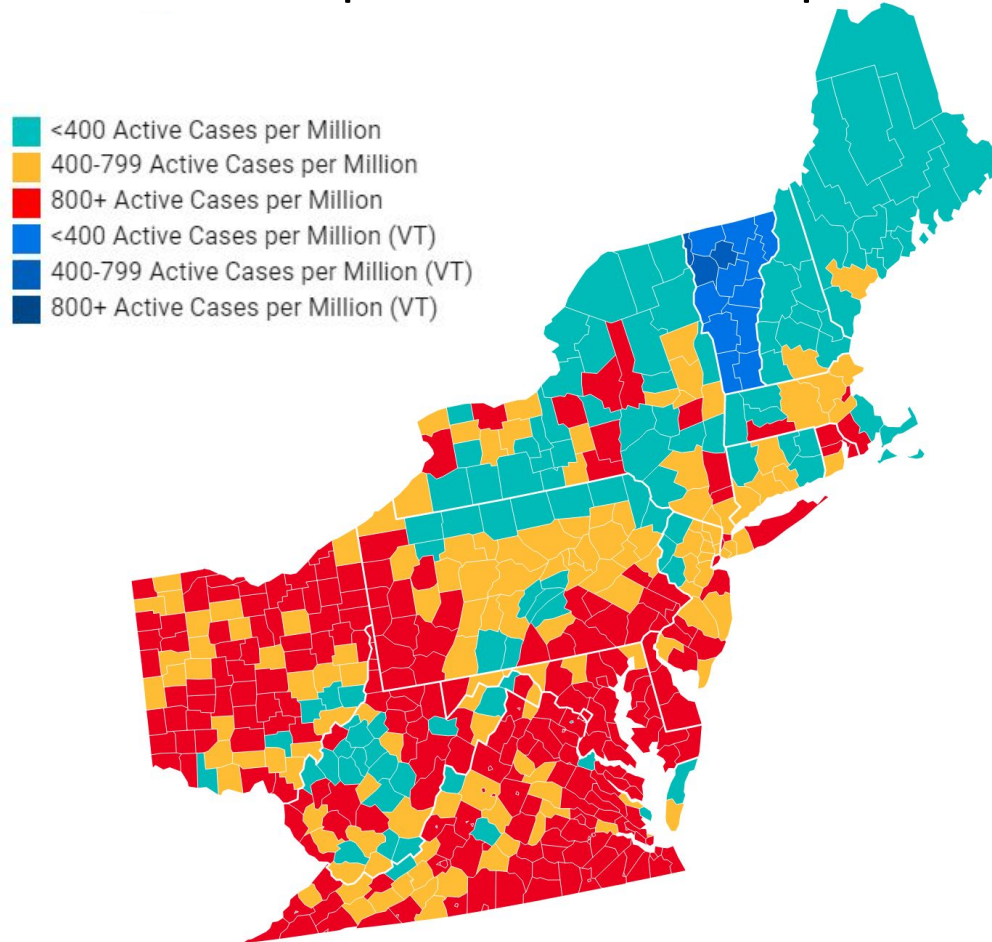 <400 Active Cases per Million
400-799 Active Cases per Million
800+ Active Cases per Million
<400 Active Cases per Million (VT)
400-799 Active Cases per Million (VT)
800+ Active Cases per Million (VT)